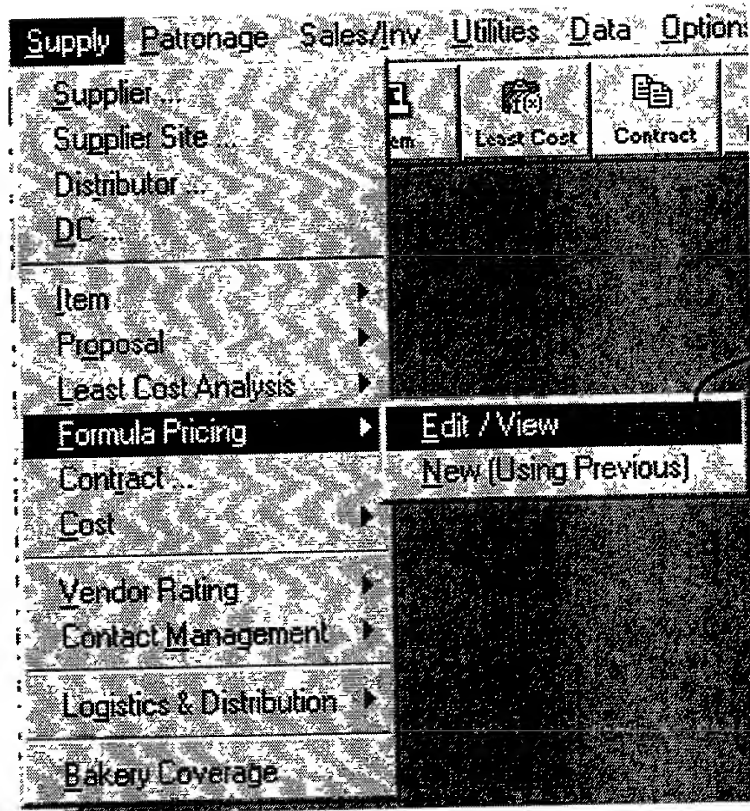 Supply Patronage Sales/Inv Utilities Data Options
Supplier ...
Supplier Site ...
Distributor ...
DC ...
Least Cost
Contract
Item
Proposal
Least Cost Analysis
Formula Pricing
Edit / View
New (Using Previous)
Contract ...
Cost
Vendor Rating
Contact Management
Logistics & Distribution
Bakery Coverage